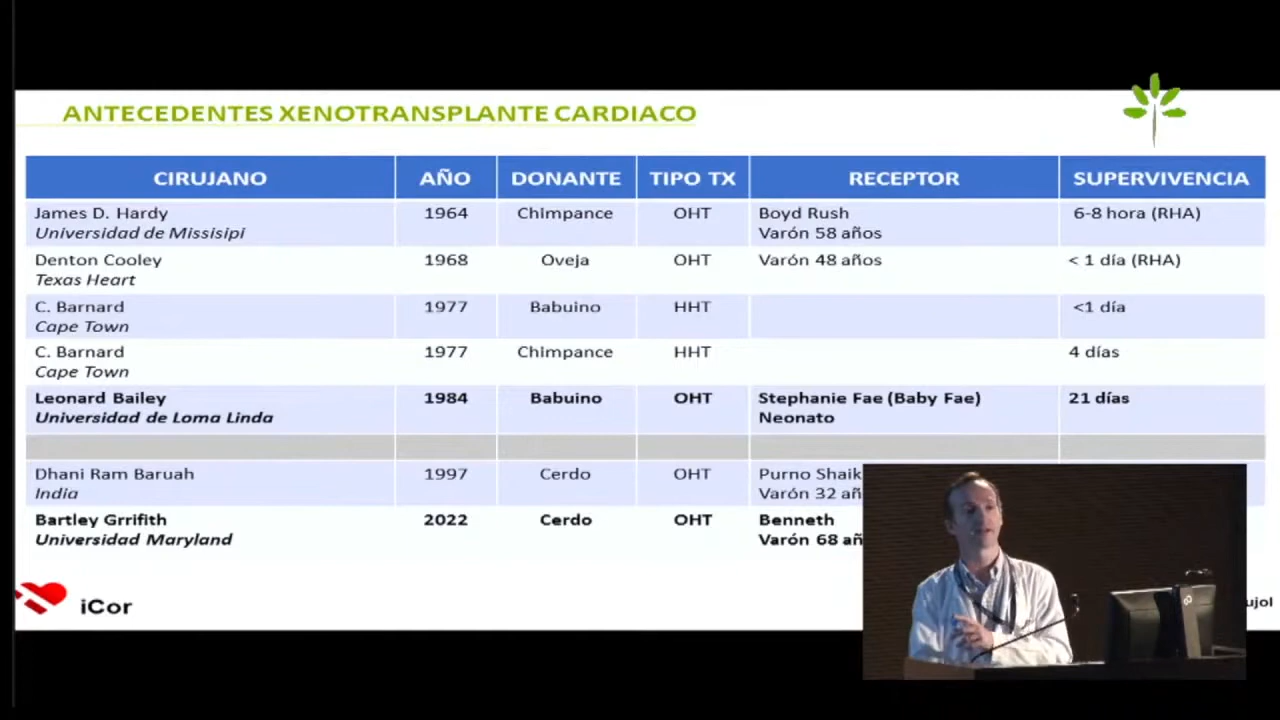 ANTECEDENTES XENOTRANSPLANTE CARDIACO
CIRUJANO AÑO DONANTE TIPO TX RECEPTOR SUPERVIVENCIA
James D. Hardy 1964 Chimpance OHT Boyd Rush 6-8 hora (RHA)
Universidad de Missisipi Varón 58 años
Denton Cooley 1968 Oveja OHT Varón 48 años < 1 día (RHA)
Texas Heart
C. Barnard 1977 Babuino HHT <1 día
Cape Town
C. Barnard 1977 Chimpance HHT 4 días
Cape Town
Leonard Bailey 1984 Babuino OHT Stephanie Fae (Baby Fae) 21 días
Universidad de Loma Linda Neonato
Dhani Ram Baruah 1997 Cerdo OHT Purno Shaik
India Varón 32
Bartley Grrifith 2022 Cerdo OHT Benneth
Universidad Maryland Varón 68
iCor